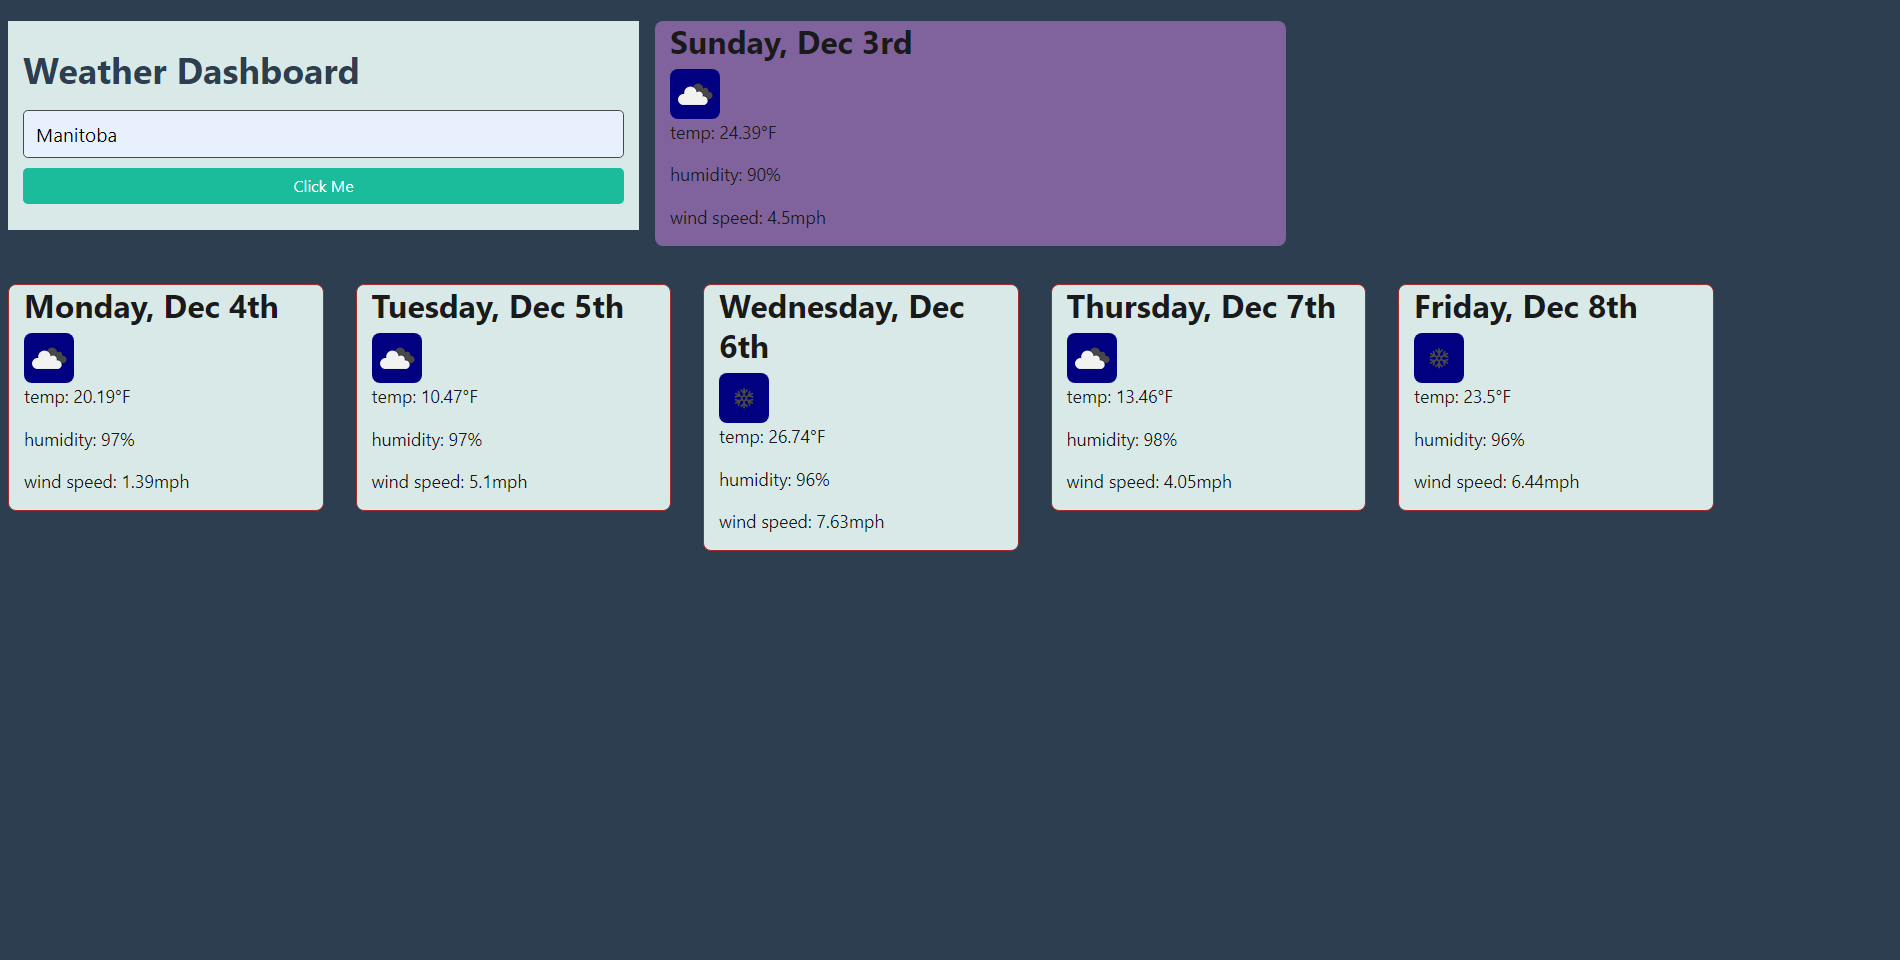 Weather Dashboard
Manitoba
Click Me
Sunday, Dec 3rd
temp: 24.39°F
humidity: 90%
wind speed: 4.5mph
Monday, Dec 4th
temp: 20.19°F
humidity: 97%
wind speed: 1.39mph
Tuesday, Dec 5th
temp: 10.47°F
humidity: 97%
wind speed: 5.1mph
Wednesday, Dec
6th
temp: 26.74°F
humidity: 96%
wind speed: 7.63mph
Thursday, Dec 7th
temp: 13.46°F
humidity: 98%
wind speed: 4.05mph
Friday, Dec 8th
temp: 23.5°F
humidity: 96%
wind speed: 6.44mph